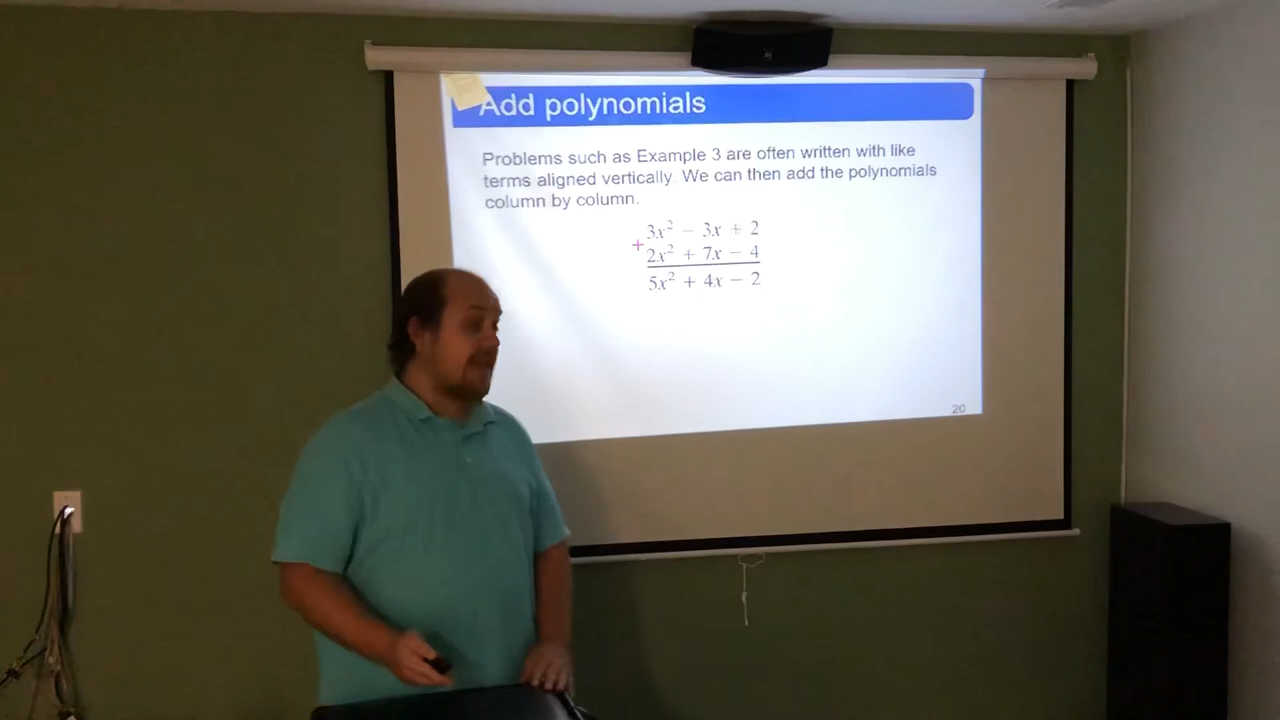 Add polynomials
Problems such as Example 3 are often written with like
terms aligned vertically. We can then add the polynomials
column by column.
3x² − 3x + 2
+
2x² + 7x − 4
5x² + 4x − 2
20